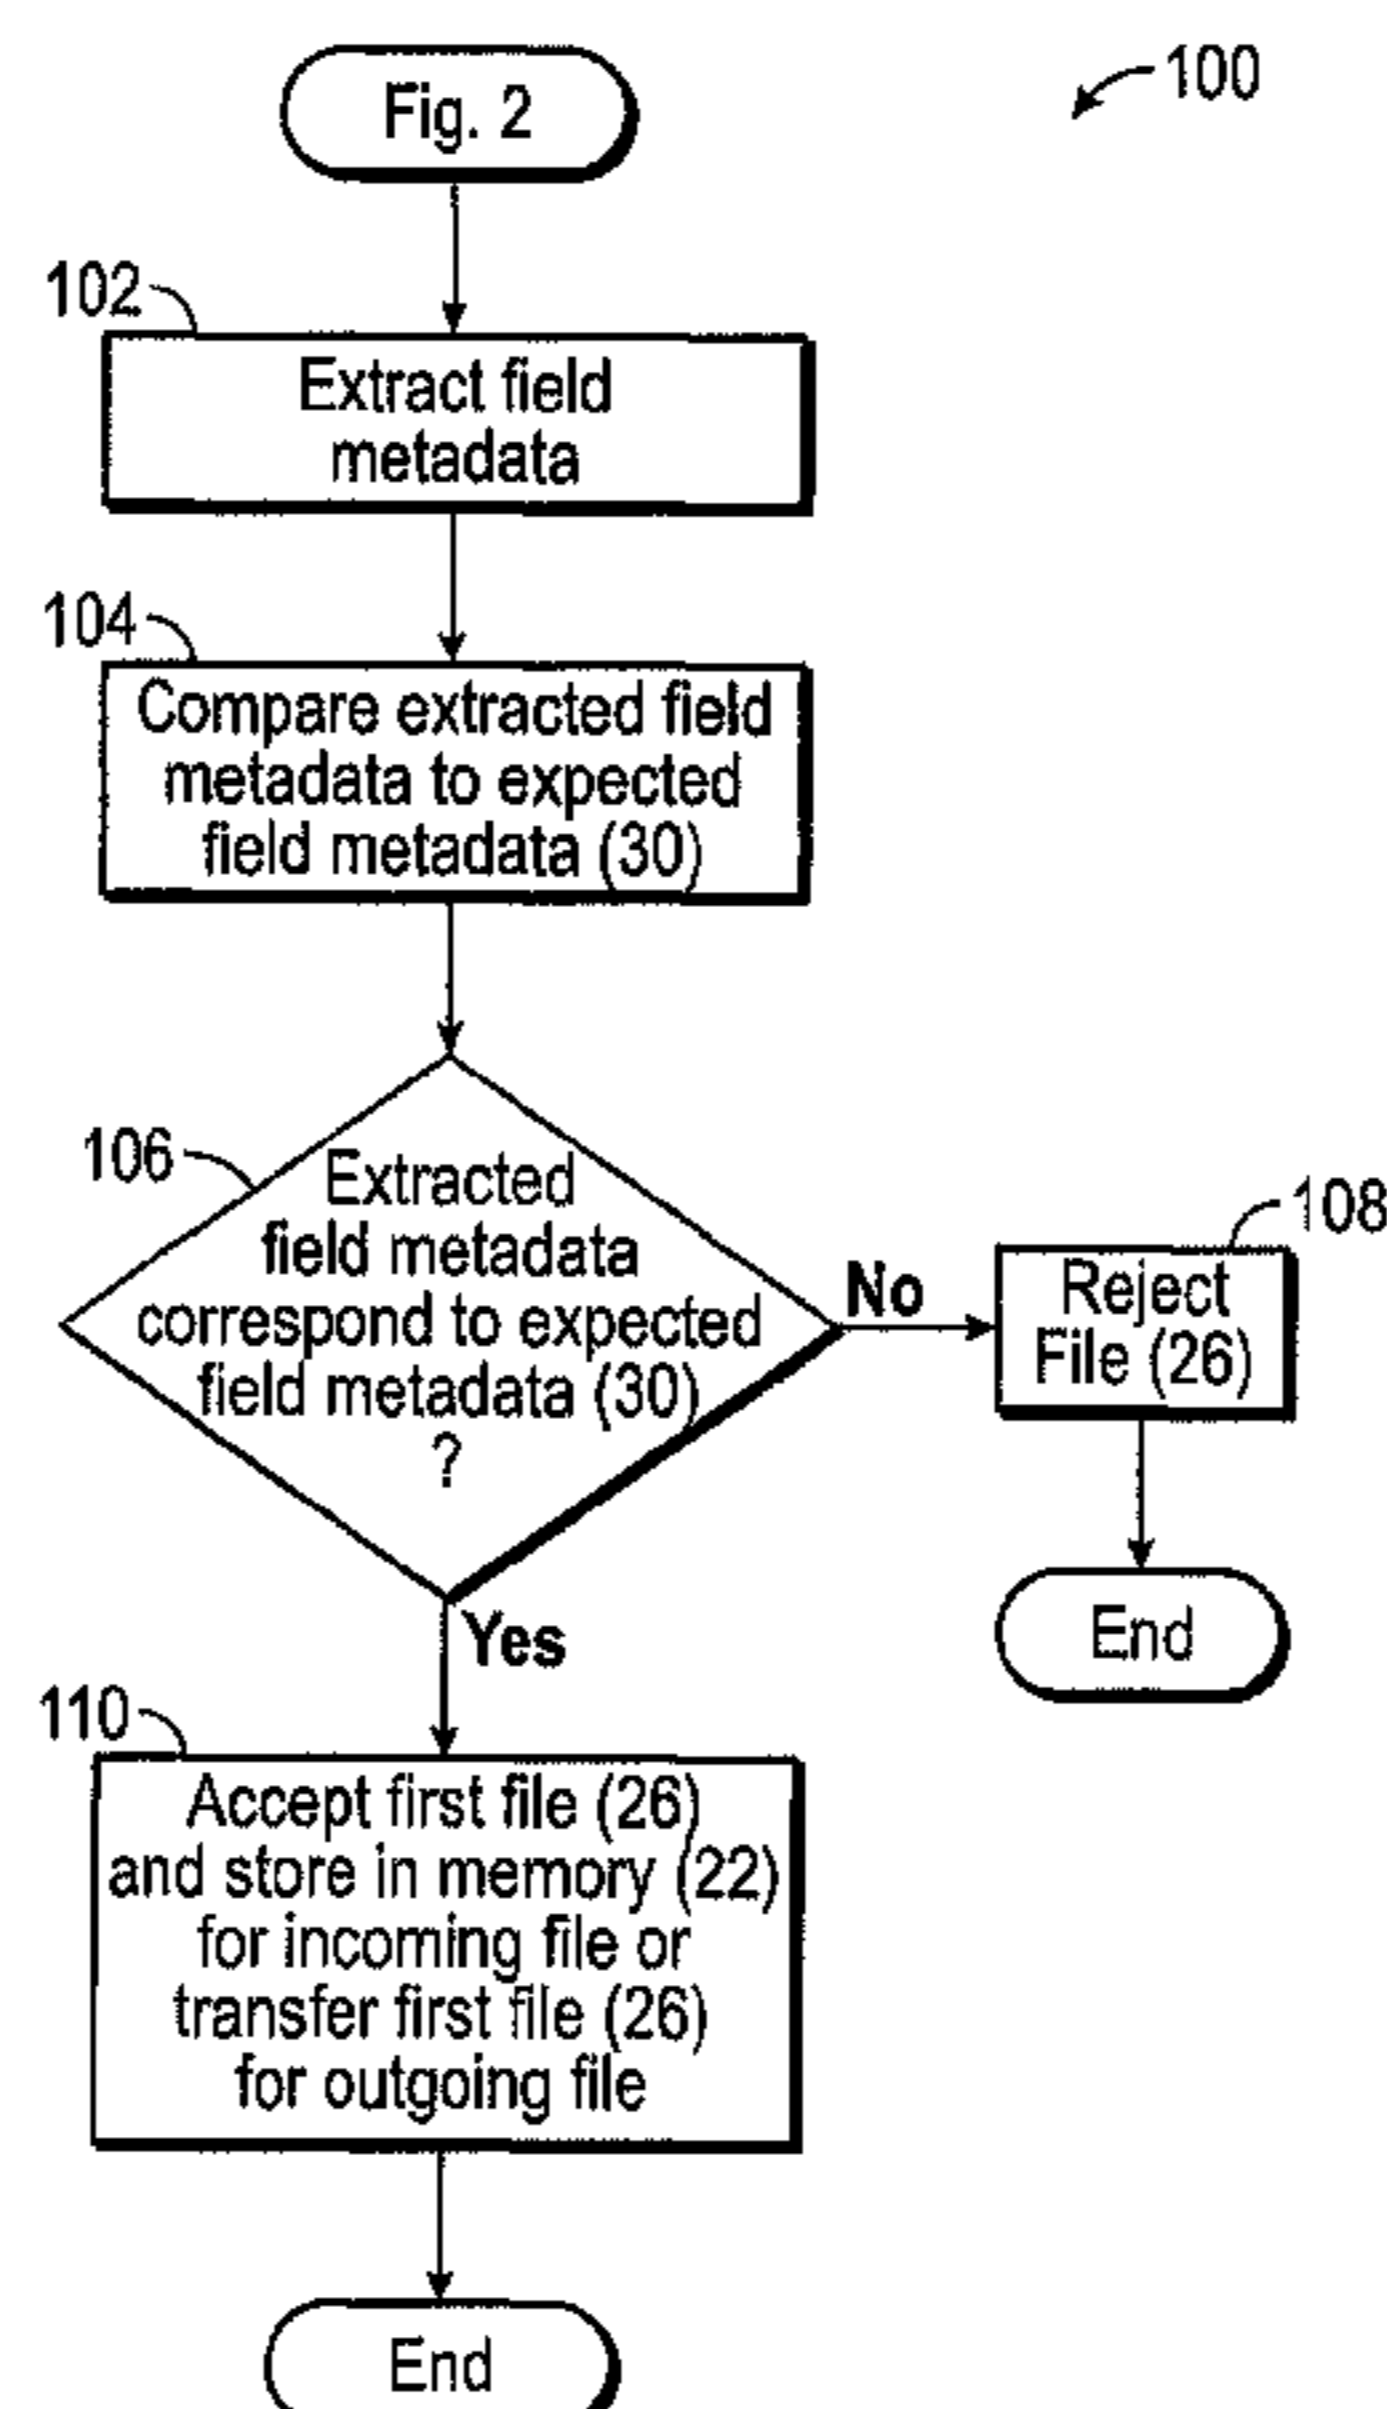 Fig. 2
100
102
Extract field
metadata
104
Compare extracted field
metadata to expected
field metadata (30)
106
Extracted
field metadata
correspond to expected
field metadata (30)
?
No
108
Reject
File (26)
End
Yes
110
Accept first file (26)
and store in memory (22)
for incoming file or
transfer first file (26)
for outgoing file
End